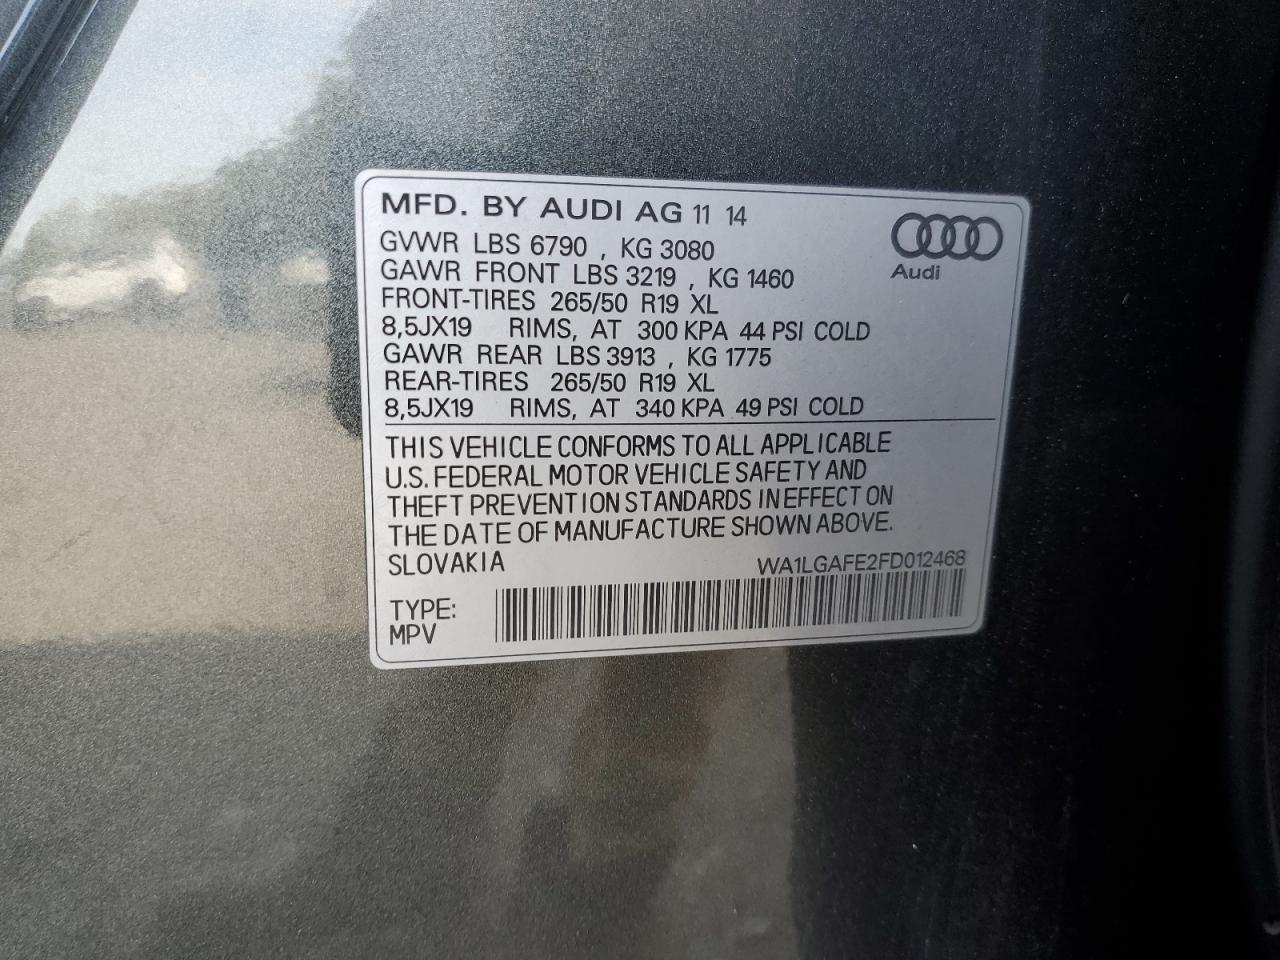 MFD. BY AUDI AG 11 14
Audi
GVWR LBS 6790 , KG 3080
GAWR FRONT LBS 3219 , KG 1460
FRONT-TIRES 265/50 R19 XL
8,5JX19 RIMS, AT 300 KPA 44 PSI COLD
GAWR REAR LBS 3913 , KG 1775
REAR-TIRES 265/50 R19 XL
8,5JX19 RIMS, AT 340 KPA 49 PSI COLD
THIS VEHICLE CONFORMS TO ALL APPLICABLE
U.S. FEDERAL MOTOR VEHICLE SAFETY AND
THEFT PREVENTION STANDARDS IN EFFECT ON
THE DATE OF MANUFACTURE SHOWN ABOVE.
SLOVAKIA WA1LGAFE2FD012468
TYPE:
MPV